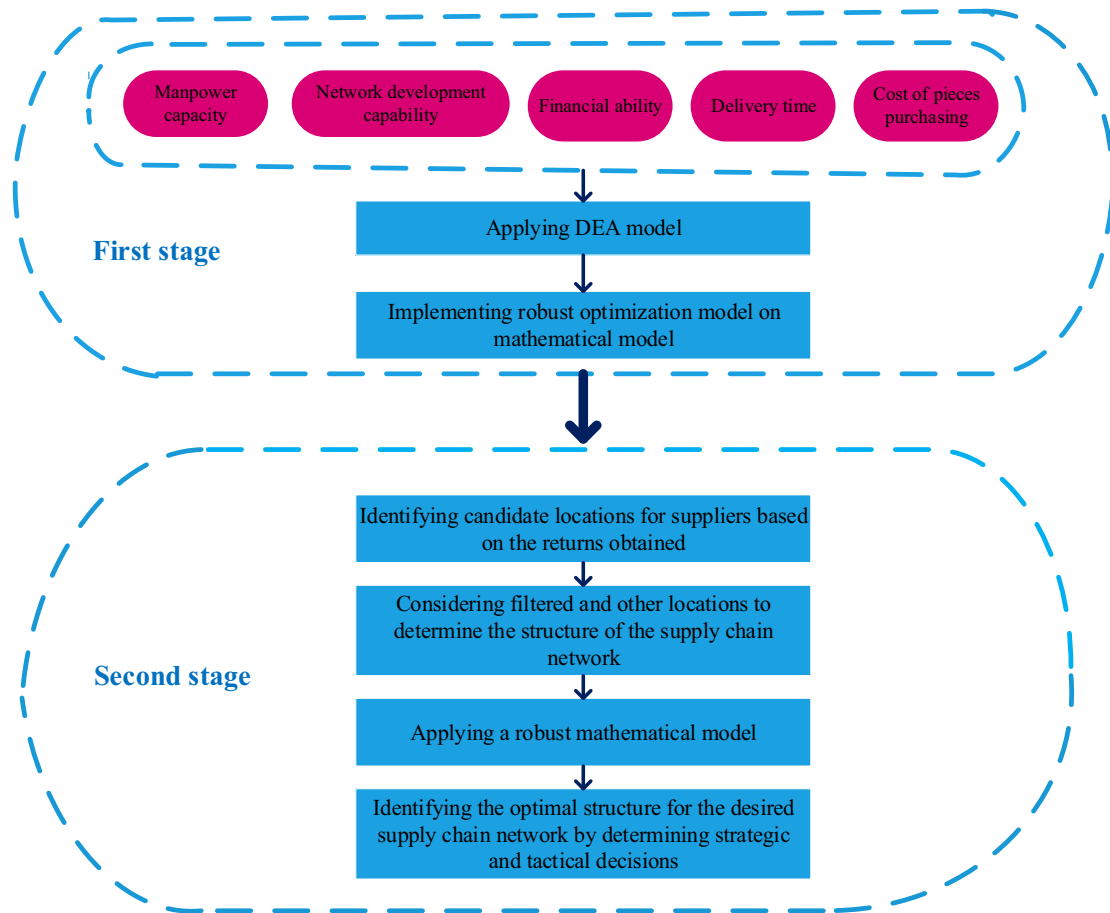 Manpower
capacity
Network development
capability
Financial ability
Delivery time
Cost of pieces
purchasing
Applying DEA model
First stage
Implementing robust optimization model on
mathematical model
Identifying candidate locations for suppliers based
on the returns obtained
Considering filtered and other locations to
determine the structure of the supply chain
network
Second stage
Applying a robust mathematical model
Identifying the optimal structure for the desired
supply chain network by determining strategic
and tactical decisions